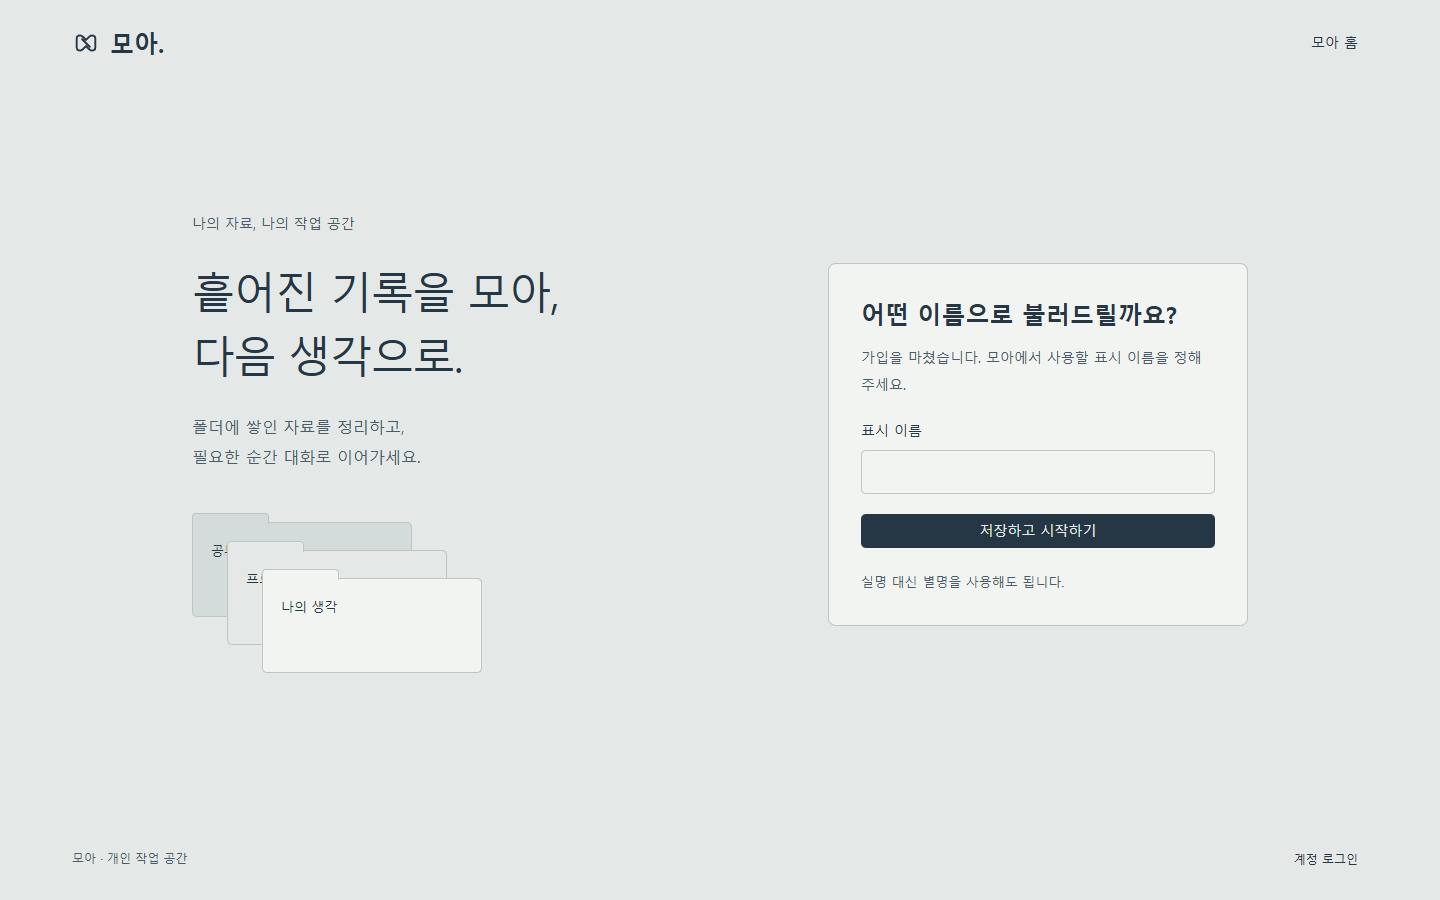 모아.
모아 홈
나의 자료, 나의 작업 공간
흩어진 기록을 모아,
다음 생각으로.
폴더에 쌓인 자료를 정리하고,
필요한 순간 대화로 이어가세요.
나의 생각
어떤 이름으로 불러드릴까요?
가입을 마쳤습니다. 모아에서 사용할 표시 이름을 정해
주세요.
표시 이름
저장하고 시작하기
실명 대신 별명을 사용해도 됩니다.
모아 · 개인 작업 공간
계정 로그인